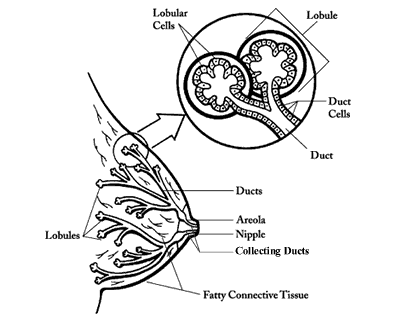 Lobular
Cells
Lobule
Duct
Cells
Duct
Ducts
Areola
Nipple
Lobules
Collecting Ducts
Fatty Connective Tissue